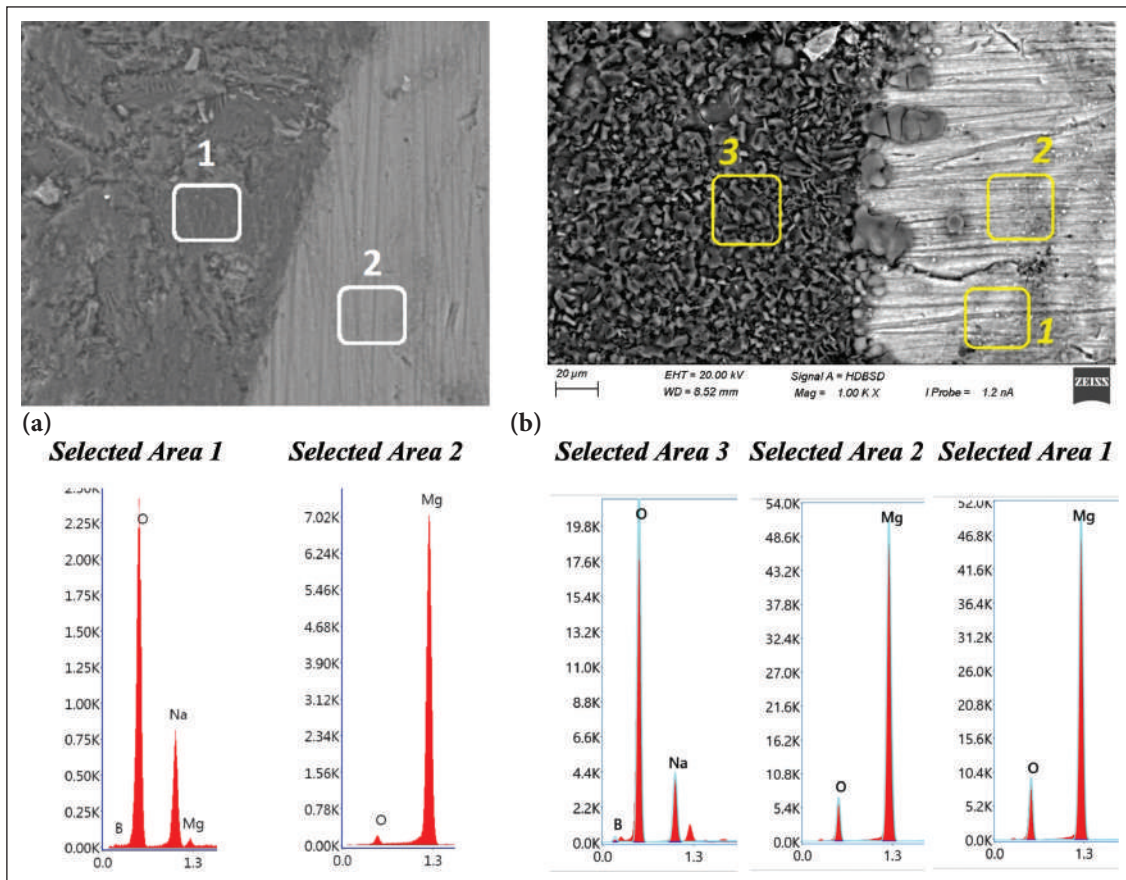 1
2
3
2
1
20 µm
EHT = 20.00 kV
WD = 8.52 mm
Signal A = HDBSD
Mag = 1.00 K X
I Probe = 1.2 nA
ZEISS
(a)
(b)
Selected Area 1
Selected Area 2
Selected Area 3
Selected Area 2
Selected Area 1
2.50K
2.25K
2.00K
1.75K
1.50K
1.25K
1.00K
0.75K
0.50K
0.25K
0.00K
O
Na
B
Mg
0.0
1.3
7.02K
6.24K
5.46K
4.68K
3.90K
3.12K
2.34K
1.56K
0.78K
0.00K
Mg
O
0.0
1.3
19.8K
17.6K
15.4K
13.2K
11.0K
8.8K
6.6K
4.4K
2.2K
0.0K
O
Na
B
0.0
1.3
54.0K
48.6K
43.2K
37.8K
32.4K
27.0K
21.6K
16.2K
10.8K
5.4K
0.0K
Mg
O
0.0
1.3
52.0K
46.8K
41.6K
36.4K
31.2K
26.0K
20.8K
15.6K
10.4K
5.2K
0.0K
Mg
O
0.0
1.3